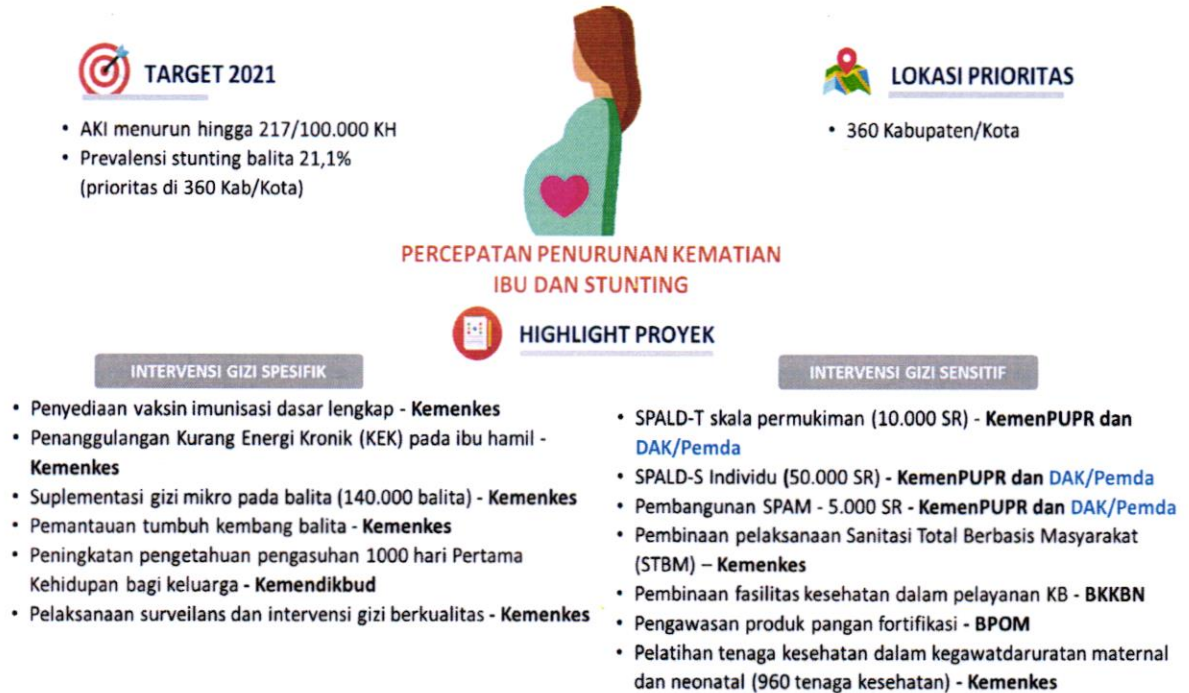 TARGET 2021
• AKI menurun hingga 217/100.000 KH
• Prevalensi stunting balita 21,1%
(prioritas di 360 Kab/Kota)
LOKASI PRIORITAS
• 360 Kabupaten/Kota
PERCEPATAN PENURUNAN KEMATIAN
IBU DAN STUNTING
HIGHLIGHT PROYEK
INTERVENSI GIZI SPESIFIK
• Penyediaan vaksin imunisasi dasar lengkap - Kemenkes
• Penanggulangan Kurang Energi Kronik (KEK) pada ibu hamil -
Kemenkes
• Suplementasi gizi mikro pada balita (140.000 balita) - Kemenkes
• Pemantauan tumbuh kembang balita - Kemenkes
• Peningkatan pengetahuan pengasuhan 1000 hari Pertama
Kehidupan bagi keluarga - Kemendikbud
• Pelaksanaan surveilans dan intervensi gizi berkualitas - Kemenkes
INTERVENSI GIZI SENSITIF
• SPALD-T skala permukiman (10.000 SR) - KemenPUPR dan
DAK/Pemda
• SPALD-S Individu (50.000 SR) - KemenPUPR dan DAK/Pemda
• Pembangunan SPAM - 5.000 SR - KemenPUPR dan DAK/Pemda
• Pembinaan pelaksanaan Sanitasi Total Berbasis Masyarakat
(STBM) – Kemenkes
• Pembinaan fasilitas kesehatan dalam pelayanan KB - BKKBN
• Pengawasan produk pangan fortifikasi - BPOM
• Pelatihan tenaga kesehatan dalam kegawatdaruratan maternal
dan neonatal (960 tenaga kesehatan) - Kemenkes